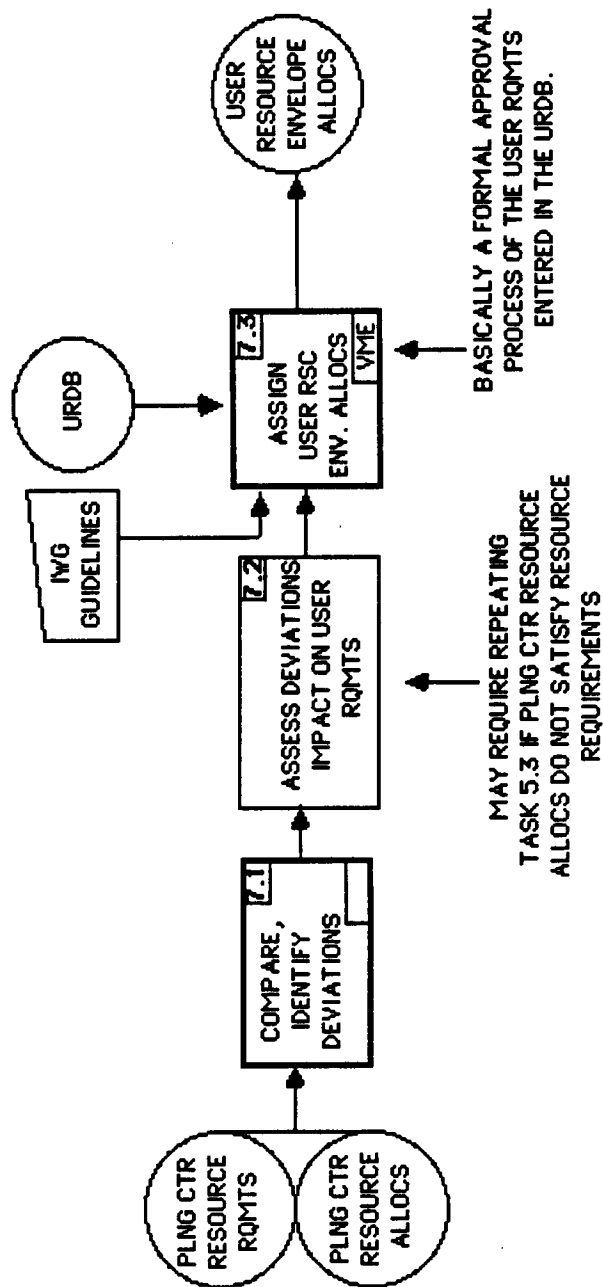 PLNG CTR
RESOURCE
RQMTS
PLNG CTR
RESOURCE
ALLOCS
7.1
COMPARE,
IDENTIFY
DEVIATIONS
7.2
ASSESS DEVIATIONS
IMPACT ON USER
RQMTS
MAY REQUIRE REPEATING
TASK 5.3 IF PLNG CTR RESOURCE
ALLOCS DO NOT SATISFY RESOURCE
REQUIREMENTS
IWG
GUIDELINES
URDB
7.3
ASSIGN
USER RSC
ENV. ALLOCS
VME
BASICALLY A FORMAL APPROVAL
PROCESS OF THE USER RQMTS
ENTERED IN THE URDB.
USER
RESOURCE
ENVELOPE
ALLOCS